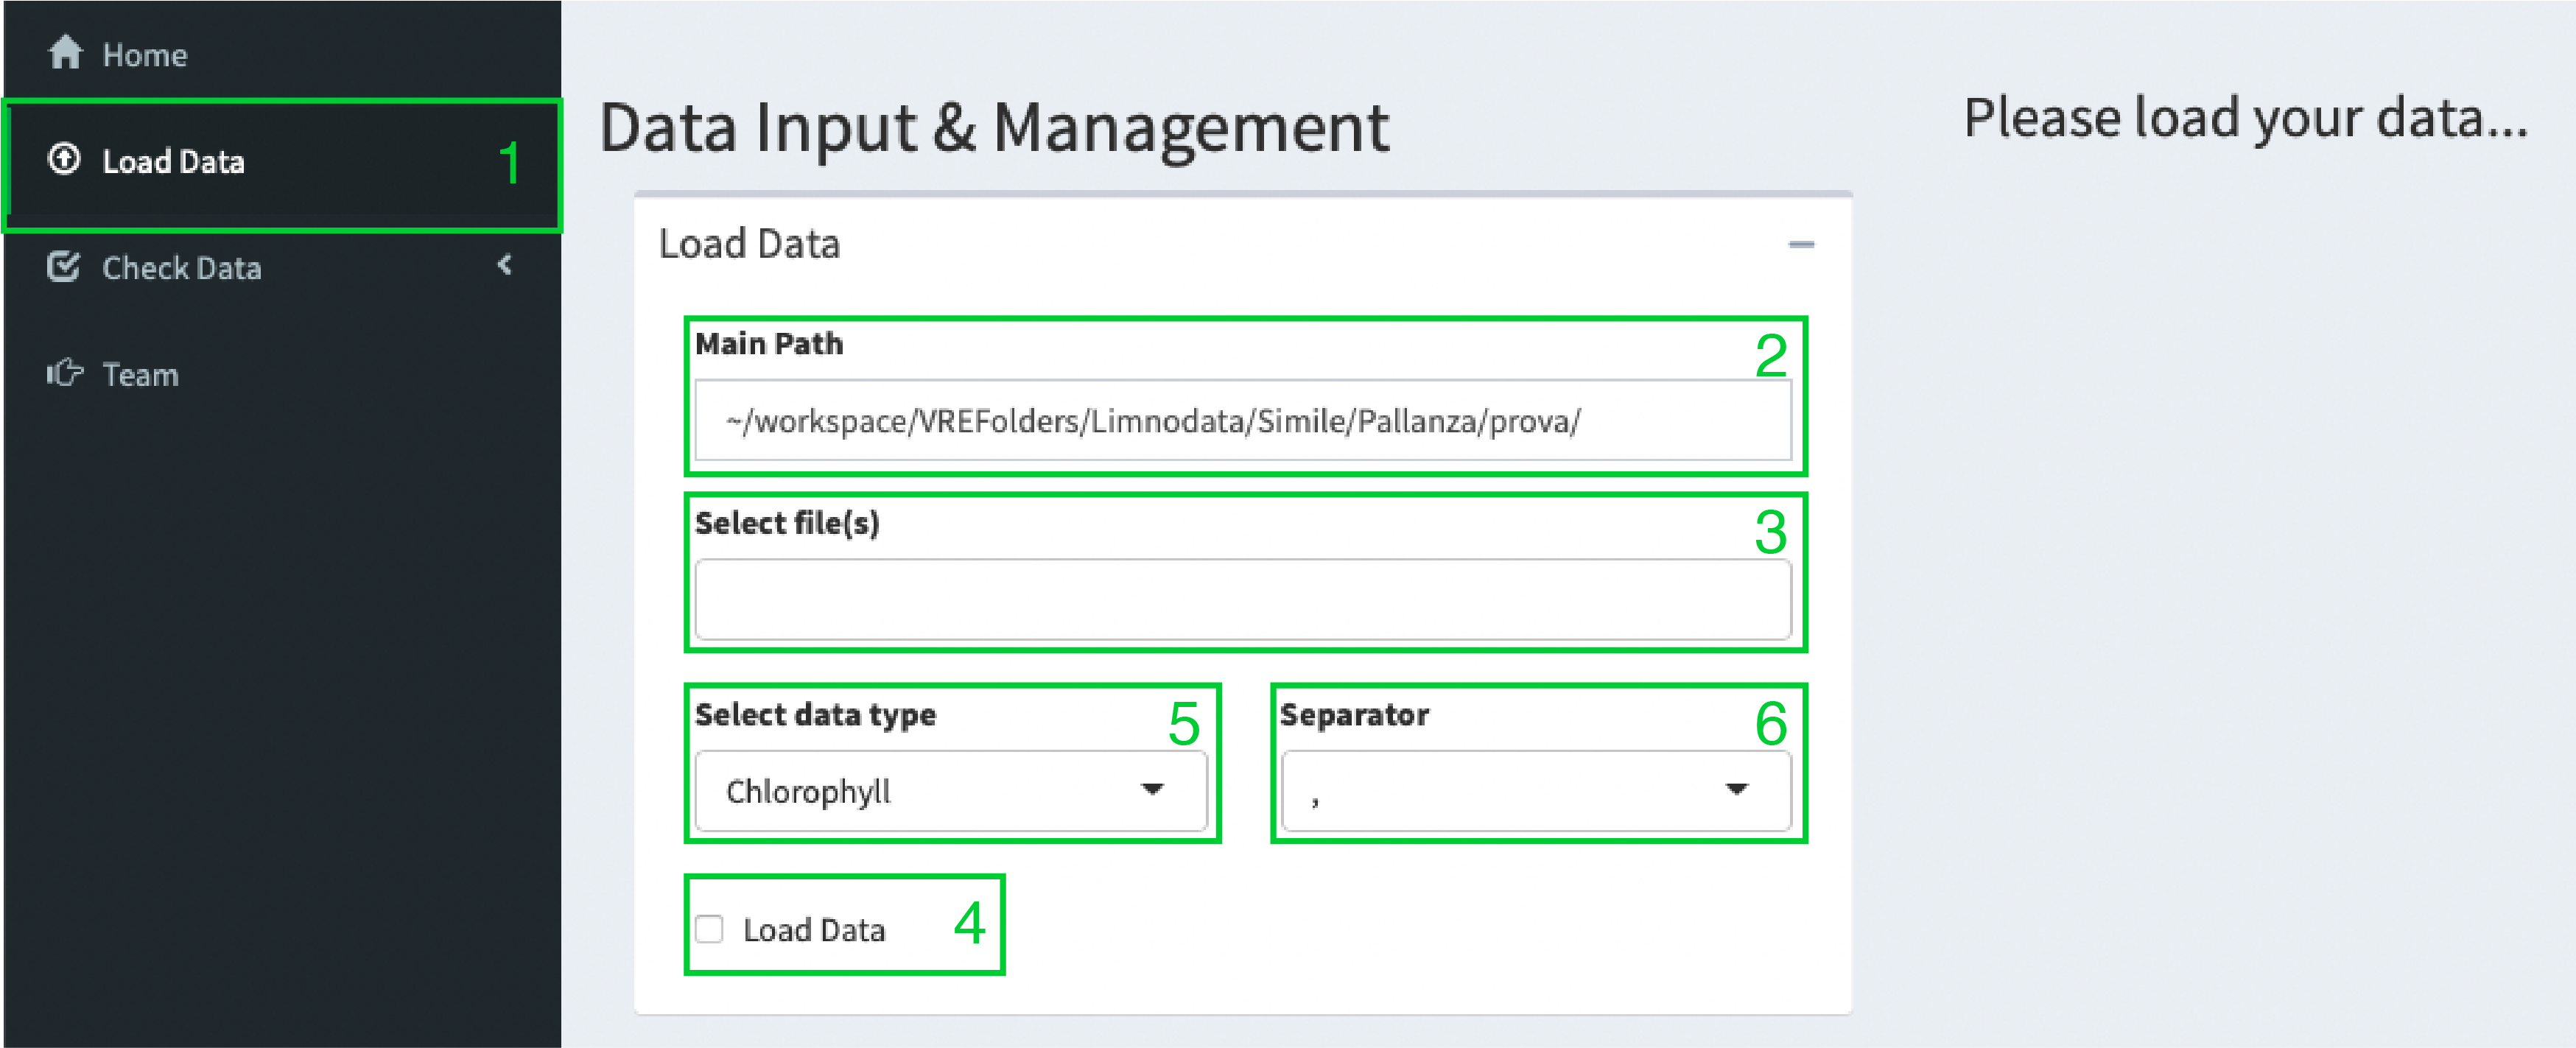 Home
Load Data 1
Check Data
Team
Data Input & Management
Please load your data...
Load Data
Main Path 2
~/workspace/VREFolders/Limnodata/Simile/Pallanza/prova/
Select file(s) 3
Select data type 5
Chlorophyll
Separator 6
,
Load Data 4